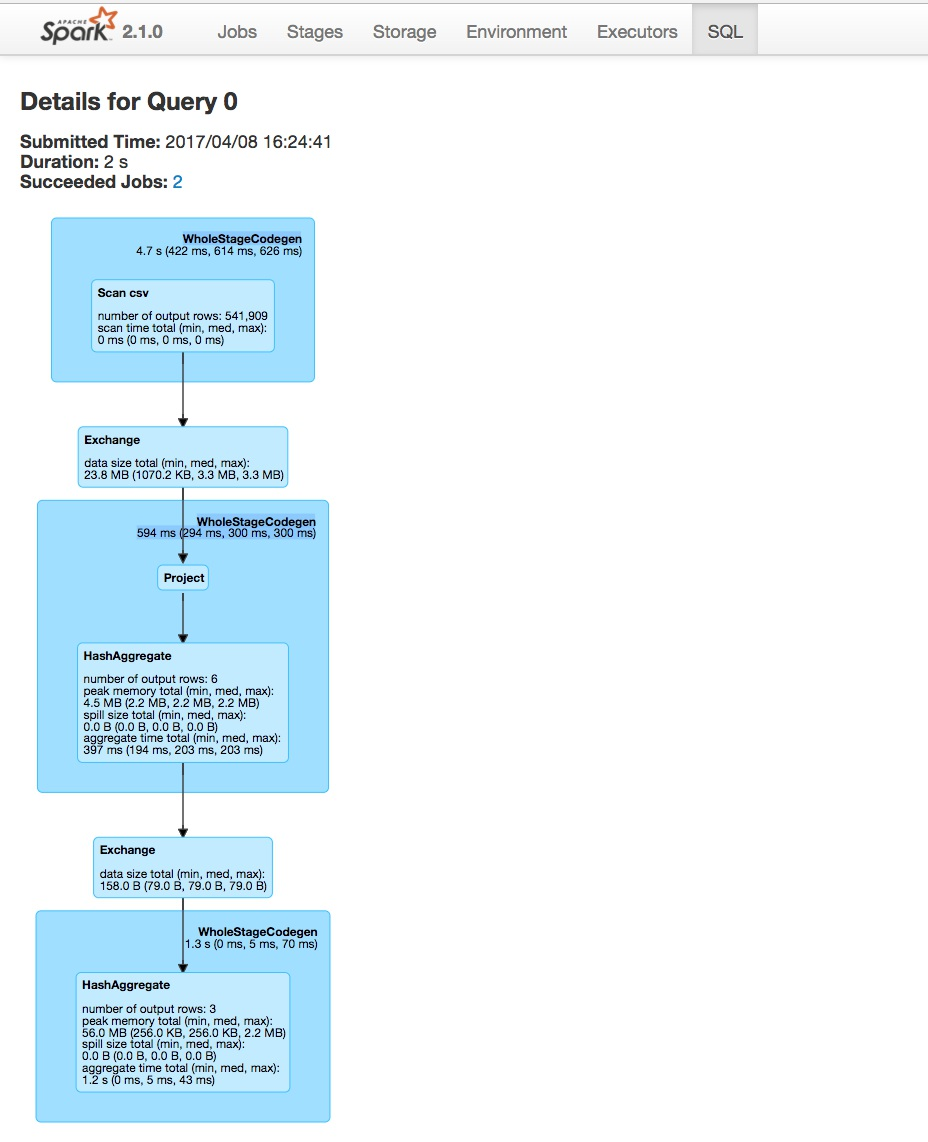 APACHE
Spark 2.1.0 Jobs Stages Storage Environment Executors SQL
Details for Query 0
Submitted Time: 2017/04/08 16:24:41
Duration: 2 s
Succeeded Jobs: 2
WholeStageCodegen
4.7 s (422 ms, 614 ms, 626 ms)
Scan csv
number of output rows: 541,909
scan time total (min, med, max):
0 ms (0 ms, 0 ms, 0 ms)
Exchange
data size total (min, med, max):
23.8 MB (1070.2 KB, 3.3 MB, 3.3 MB)
WholeStageCodegen
594 ms (294 ms, 300 ms, 300 ms)
Project
HashAggregate
number of output rows: 6
peak memory total (min, med, max):
4.5 MB (2.2 MB, 2.2 MB, 2.2 MB)
spill size total (min, med, max):
0.0 B (0.0 B, 0.0 B, 0.0 B)
aggregate time total (min, med, max):
397 ms (194 ms, 203 ms, 203 ms)
Exchange
data size total (min, med, max):
158.0 B (79.0 B, 79.0 B, 79.0 B)
WholeStageCodegen
1.3 s (0 ms, 5 ms, 70 ms)
HashAggregate
number of output rows: 3
peak memory total (min, med, max):
56.0 MB (256.0 KB, 256.0 KB, 2.2 MB)
spill size total (min, med, max):
0.0 B (0.0 B, 0.0 B, 0.0 B)
aggregate time total (min, med, max):
1.2 s (0 ms, 5 ms, 43 ms)